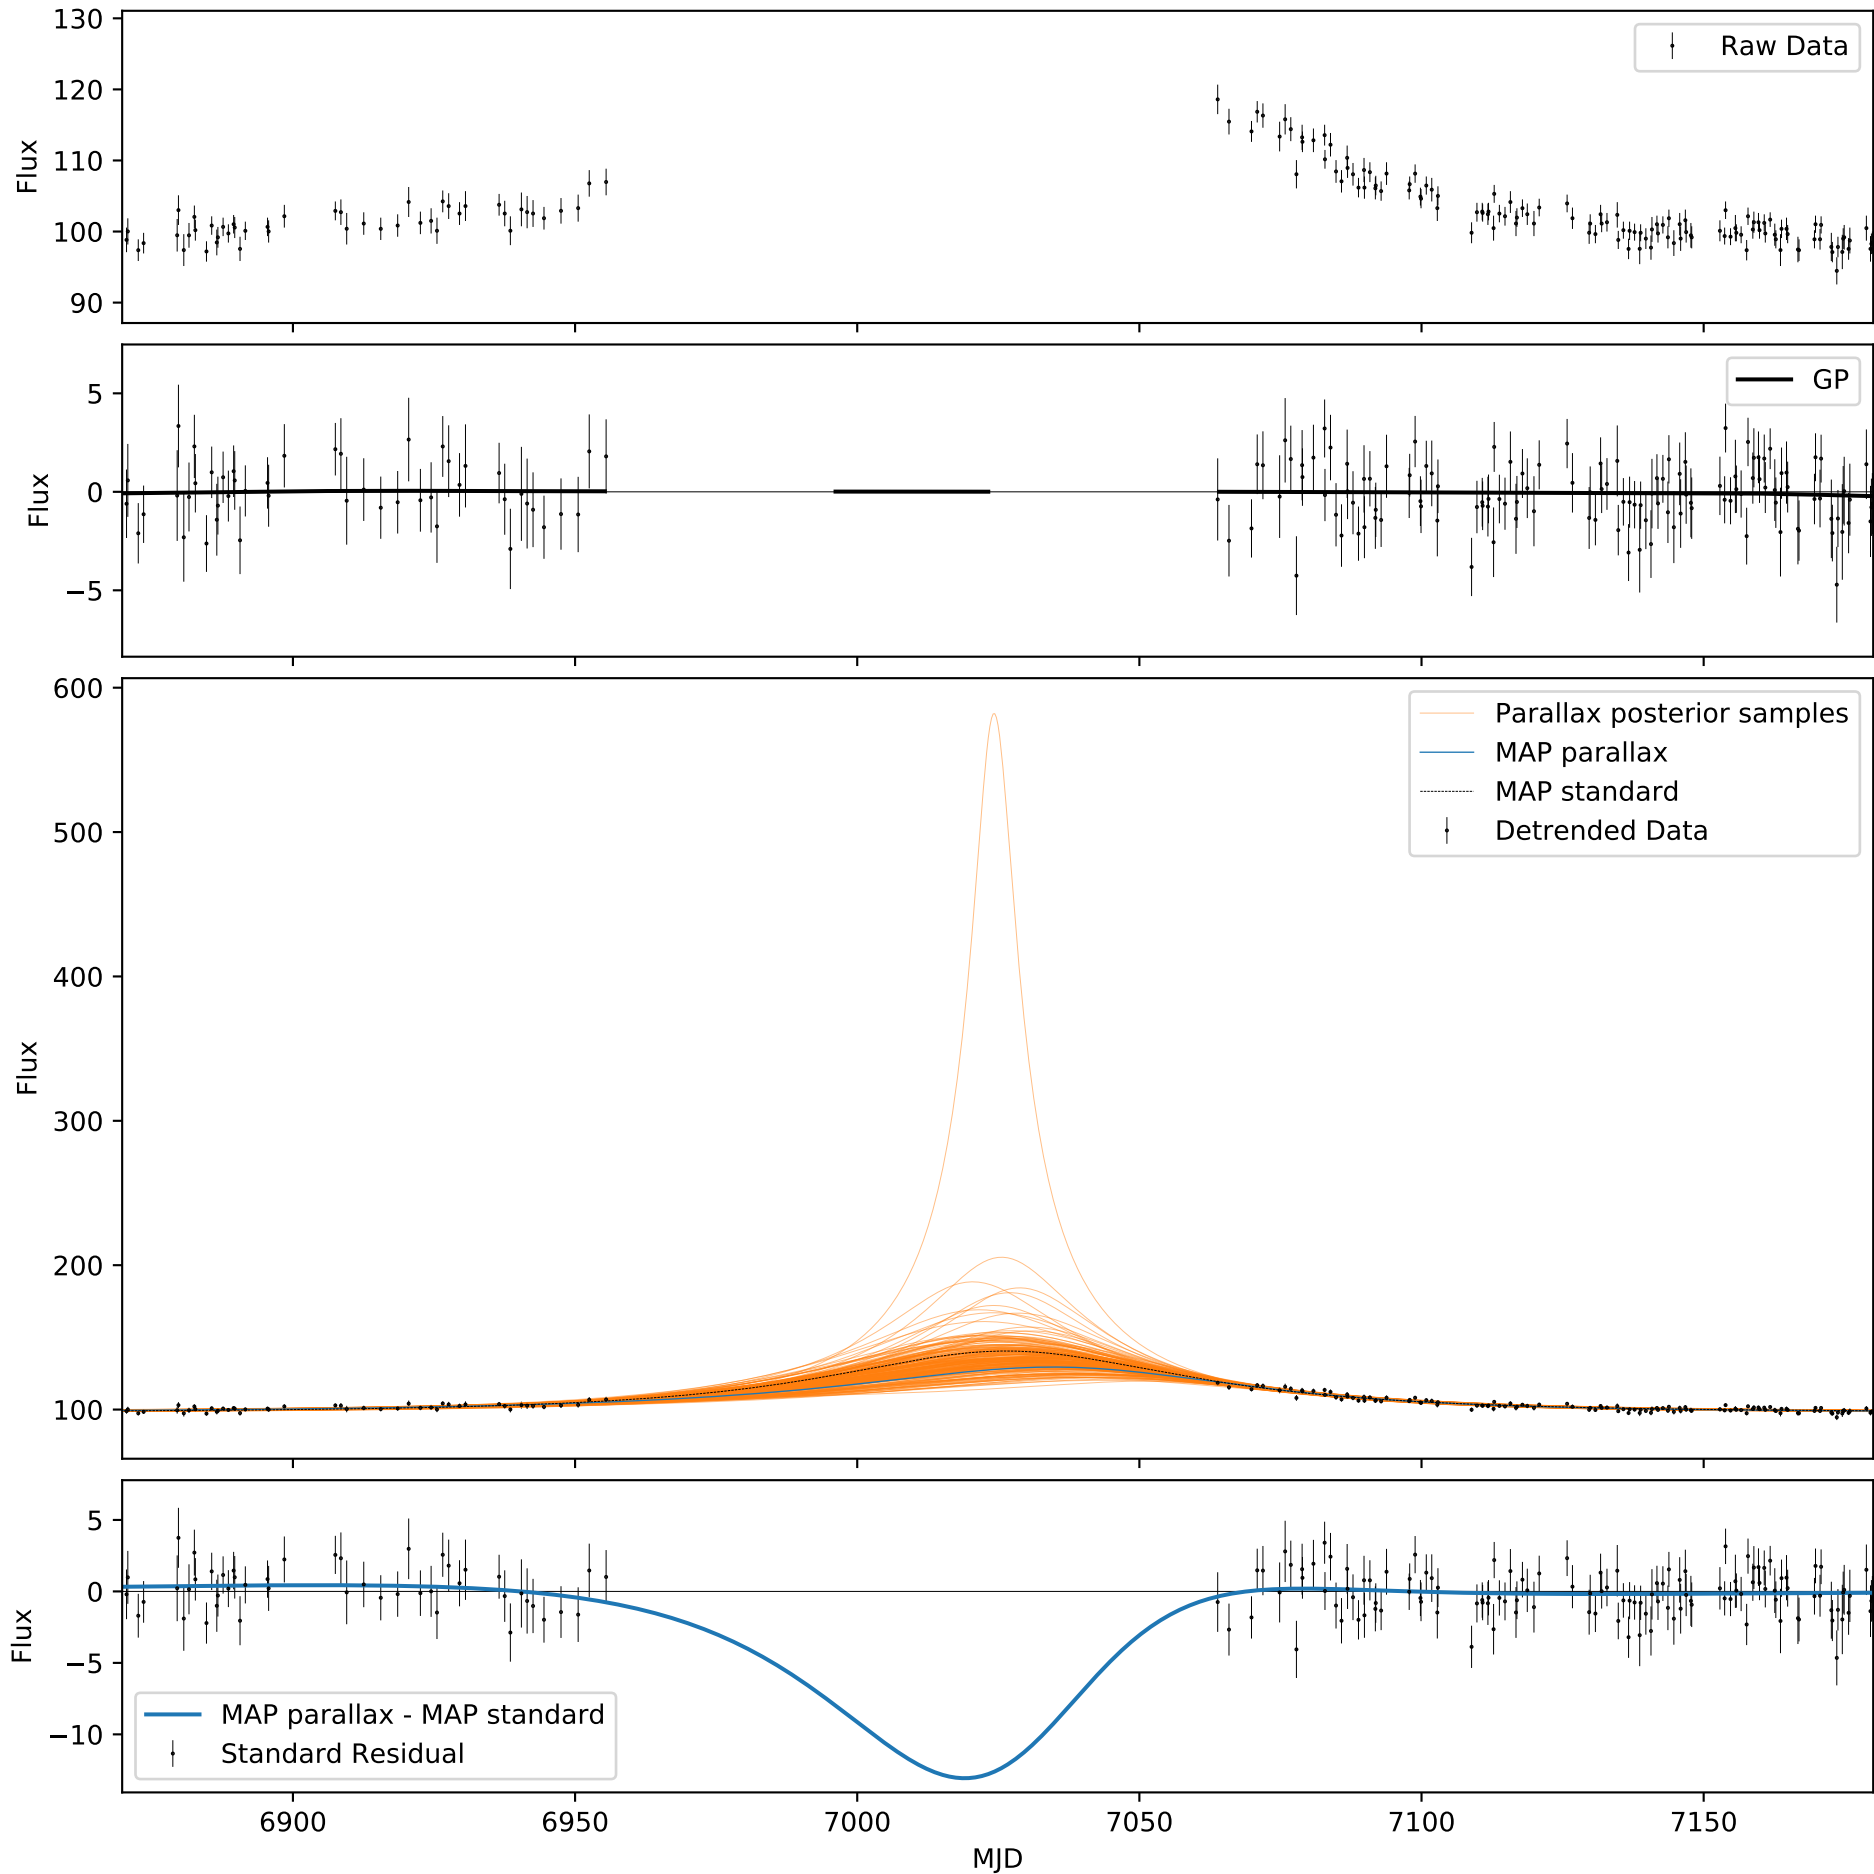 130
120
110
100
90
Flux
Raw Data
5
0
−5
Flux
GP
600
500
400
300
200
100
Flux
Parallax posterior samples
MAP parallax
MAP standard
Detrended Data
5
0
−5
−10
Flux
MAP parallax - MAP standard
Standard Residual
6900
6950
7000
7050
7100
7150
MJD